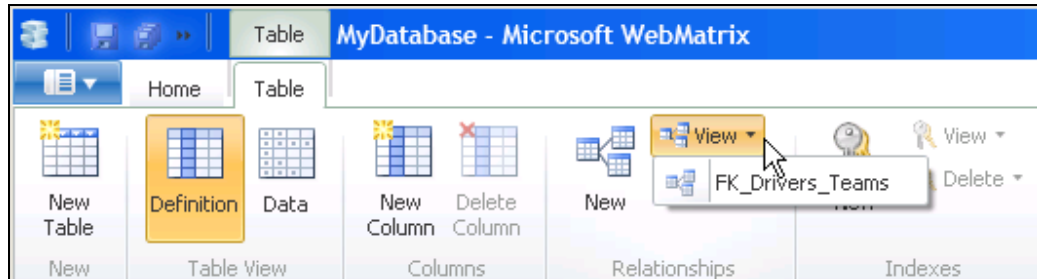 Table MyDatabase - Microsoft WebMatrix
Home Table
View View
FK_Drivers_Teams Delete
New Definition Data New Delete New
Table Column Column
New Table View Columns Relationships Indexes